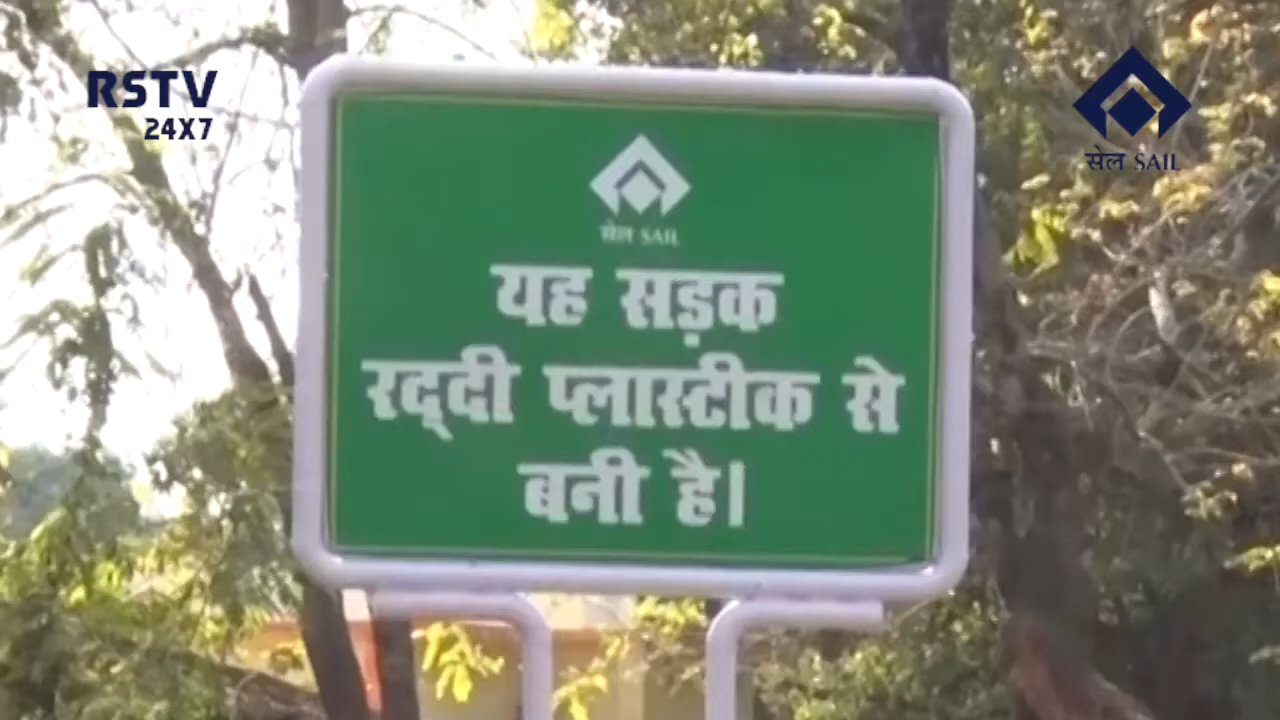 RSTV
24X7
सेल SAIL
सेल SAIL
यह सड़क
रद्दी प्लास्टीक से
बनी है।